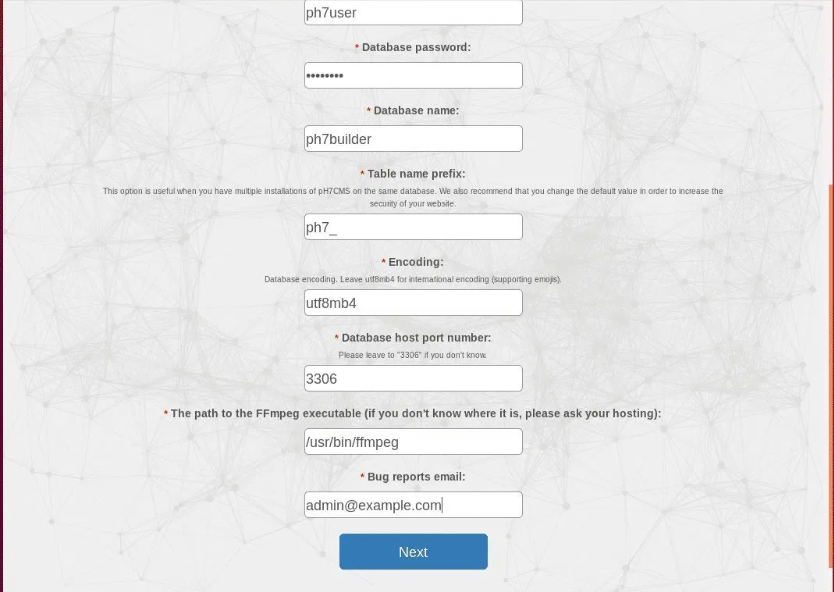 ph7user
* Database password:
••••••••
* Database name:
ph7builder
* Table name prefix:
This option is useful when you have multiple installations of pH7CMS on the same database. We also recommend that you change the default value in order to increase the
security of your website.
ph7_
* Encoding:
Database encoding. Leave utf8mb4 for international encoding (supporting emojis).
utf8mb4
* Database host port number:
Please leave to "3306" if you don't know.
3306
* The path to the FFmpeg executable (if you don't know where it is, please ask your hosting):
/usr/bin/ffmpeg
* Bug reports email:
admin@example.com
Next